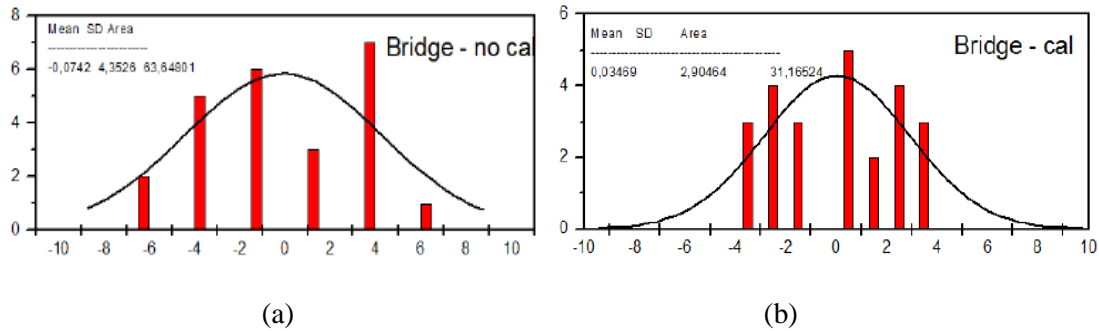 Mean SD Area
-0,0742 4,3526 63,64801
Bridge - no cal
8
6
4
2
0
-10 -8 -6 -4 -2 0 2 4 6 8 10
(a)
Mean SD Area
0,03469 2,90464 31,16524
Bridge - cal
6
4
2
0
-10 -8 -6 -4 -2 0 2 4 6 8 10
(b)